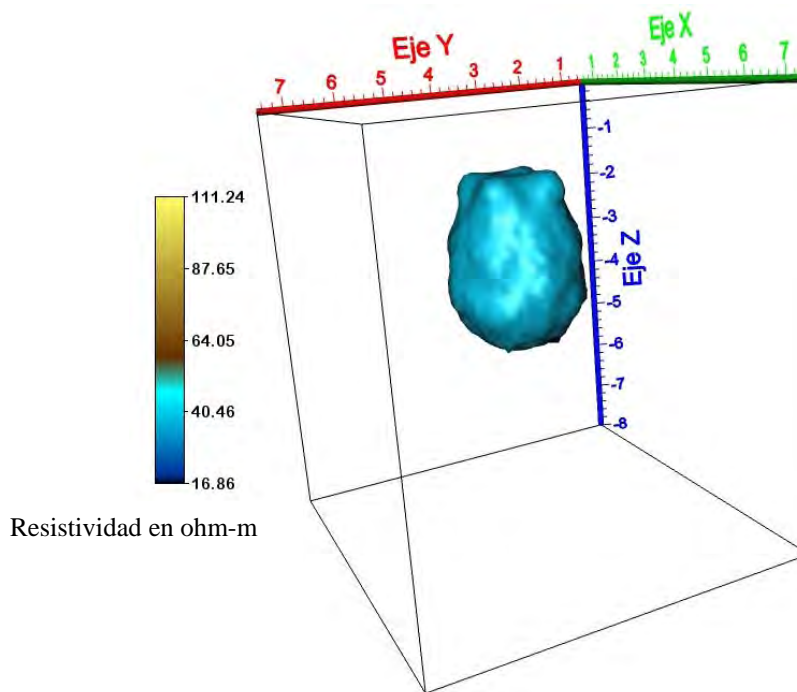 Eje Y
Eje X
7 6 5 4 3 2 1
1 2 3 4 5 6 7
-1
-2
-3
-4
-5
-6
-7
-8
Eje Z
111.24
87.65
64.05
40.46
16.86
Resistividad en ohm-m